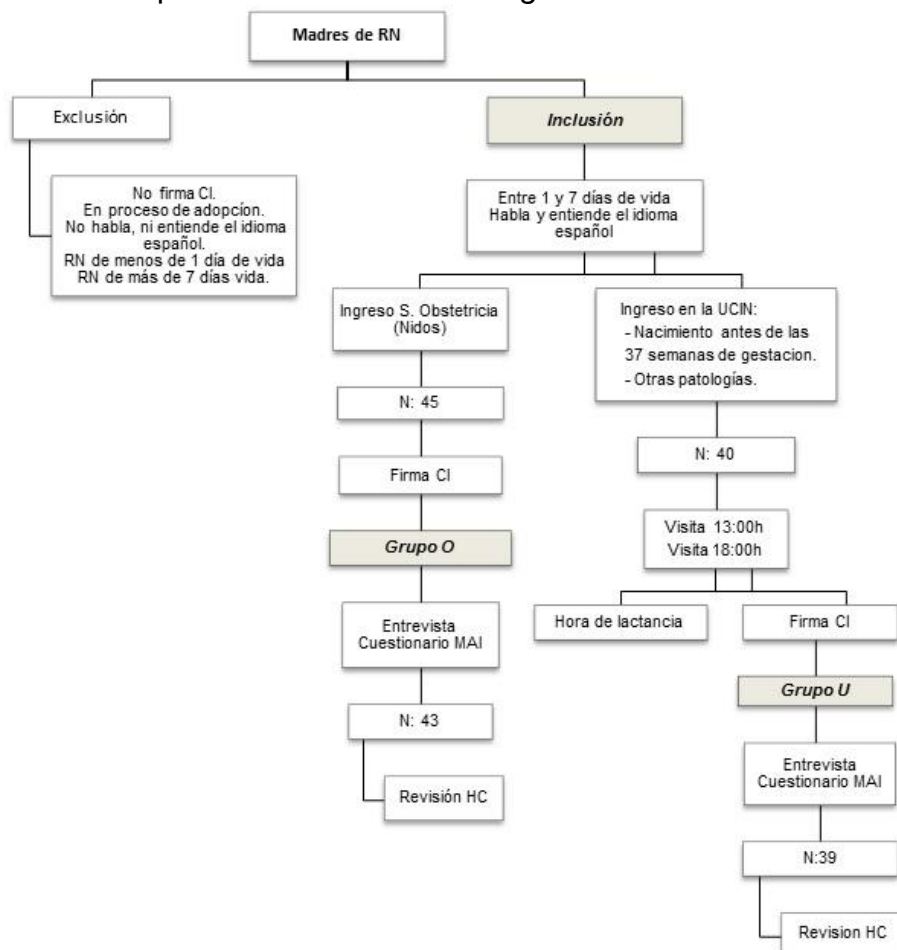 Madres de RN
Exclusión
Inclusión
No firma CI.
En proceso de adopcíon.
No habla, ni entiende el idioma
español.
RN de menos de 1 día de vida
RN de más de 7 días vida.
Entre 1 y 7 días de vida
Habla y entiende el idioma
español
Ingreso S. Obstetricia
(Nidos)
N: 45
Firma CI
Grupo O
Entrevista
Cuestionario MAI
N: 43
Revisión HC
Ingreso en la UCIN:
- Nacimiento antes de las
37 semanas de gestacion.
- Otras patologías.
N: 40
Visita 13:00h
Visita 18:00h
Hora de lactancia
Firma CI
Grupo U
Entrevista
Cuestionario MAI
N:39
Revision HC